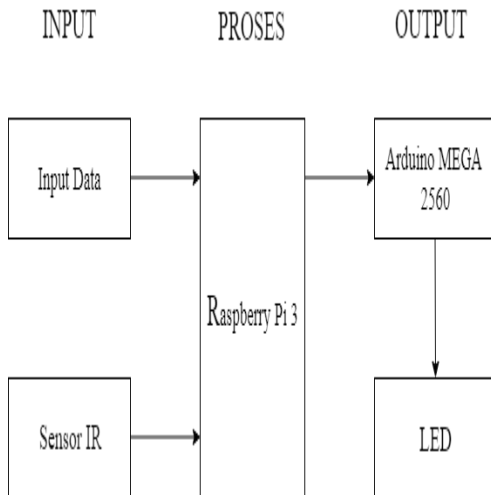 INPUT
PROSES
OUTPUT
Input Data
Arduino MEGA
2560
Raspberry Pi 3
Sensor IR
LED